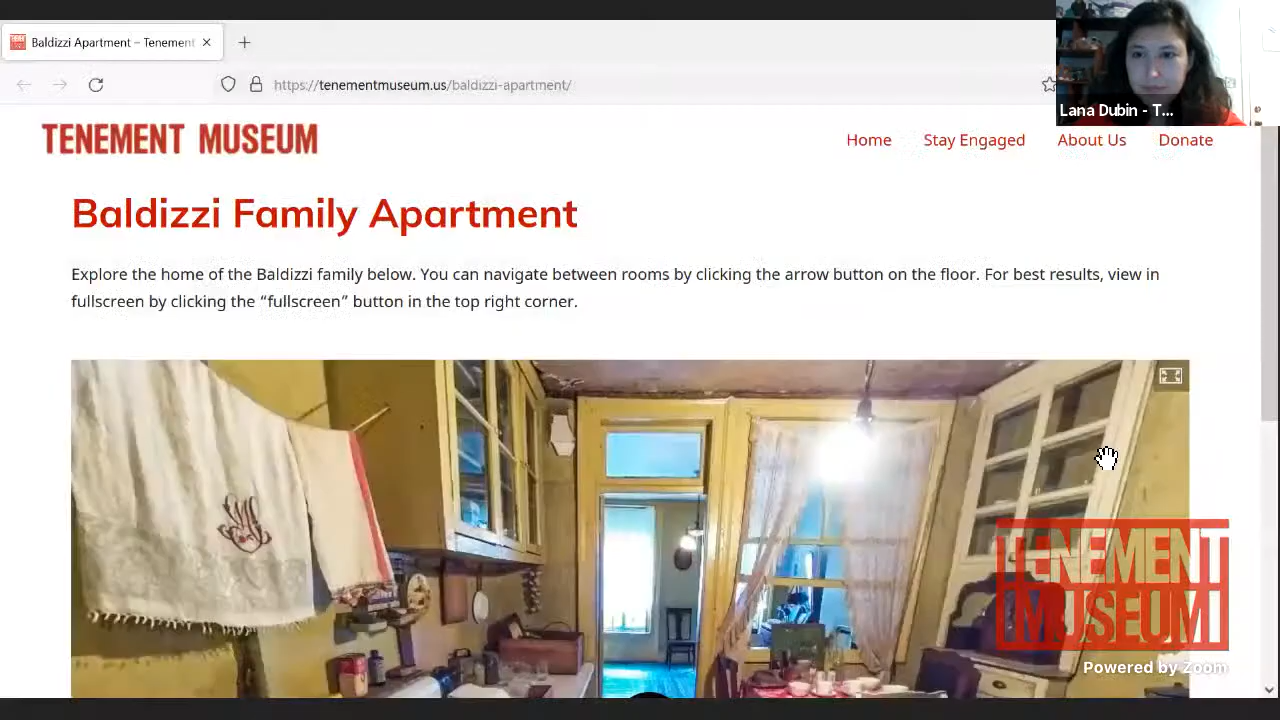 Baldizzi Apartment – Tenement
https://tenementmuseum.us/baldizzi-apartment/
Lana Dubin - T...
TENEMENT MUSEUM
Home Stay Engaged About Us Donate
Baldizzi Family Apartment
Explore the home of the Baldizzi family below. You can navigate between rooms by clicking the arrow button on the floor. For best results, view in
fullscreen by clicking the “fullscreen” button in the top right corner.
TENEMENT
MUSEUM
Powered by Zoom